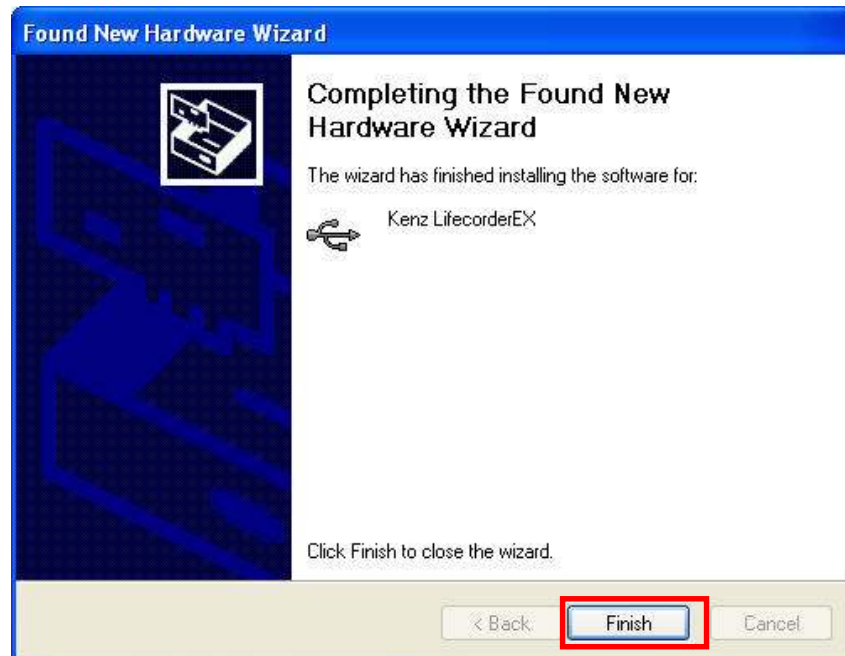 Found New Hardware Wizard
Completing the Found New
Hardware Wizard
The wizard has finished installing the software for:
Kenz LifecorderEX
Click Finish to close the wizard.
< Back
Finish
Cancel